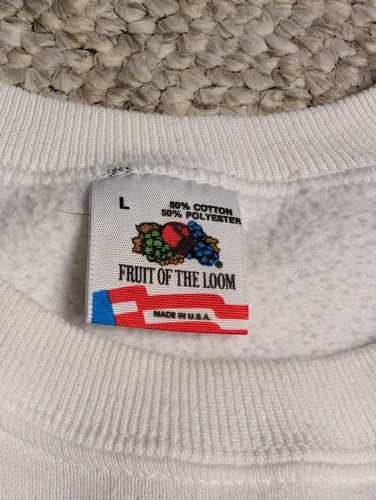 L
50% COTTON
50% POLYESTER
®
FRUIT OF THE LOOM
MADE IN U.S.A.